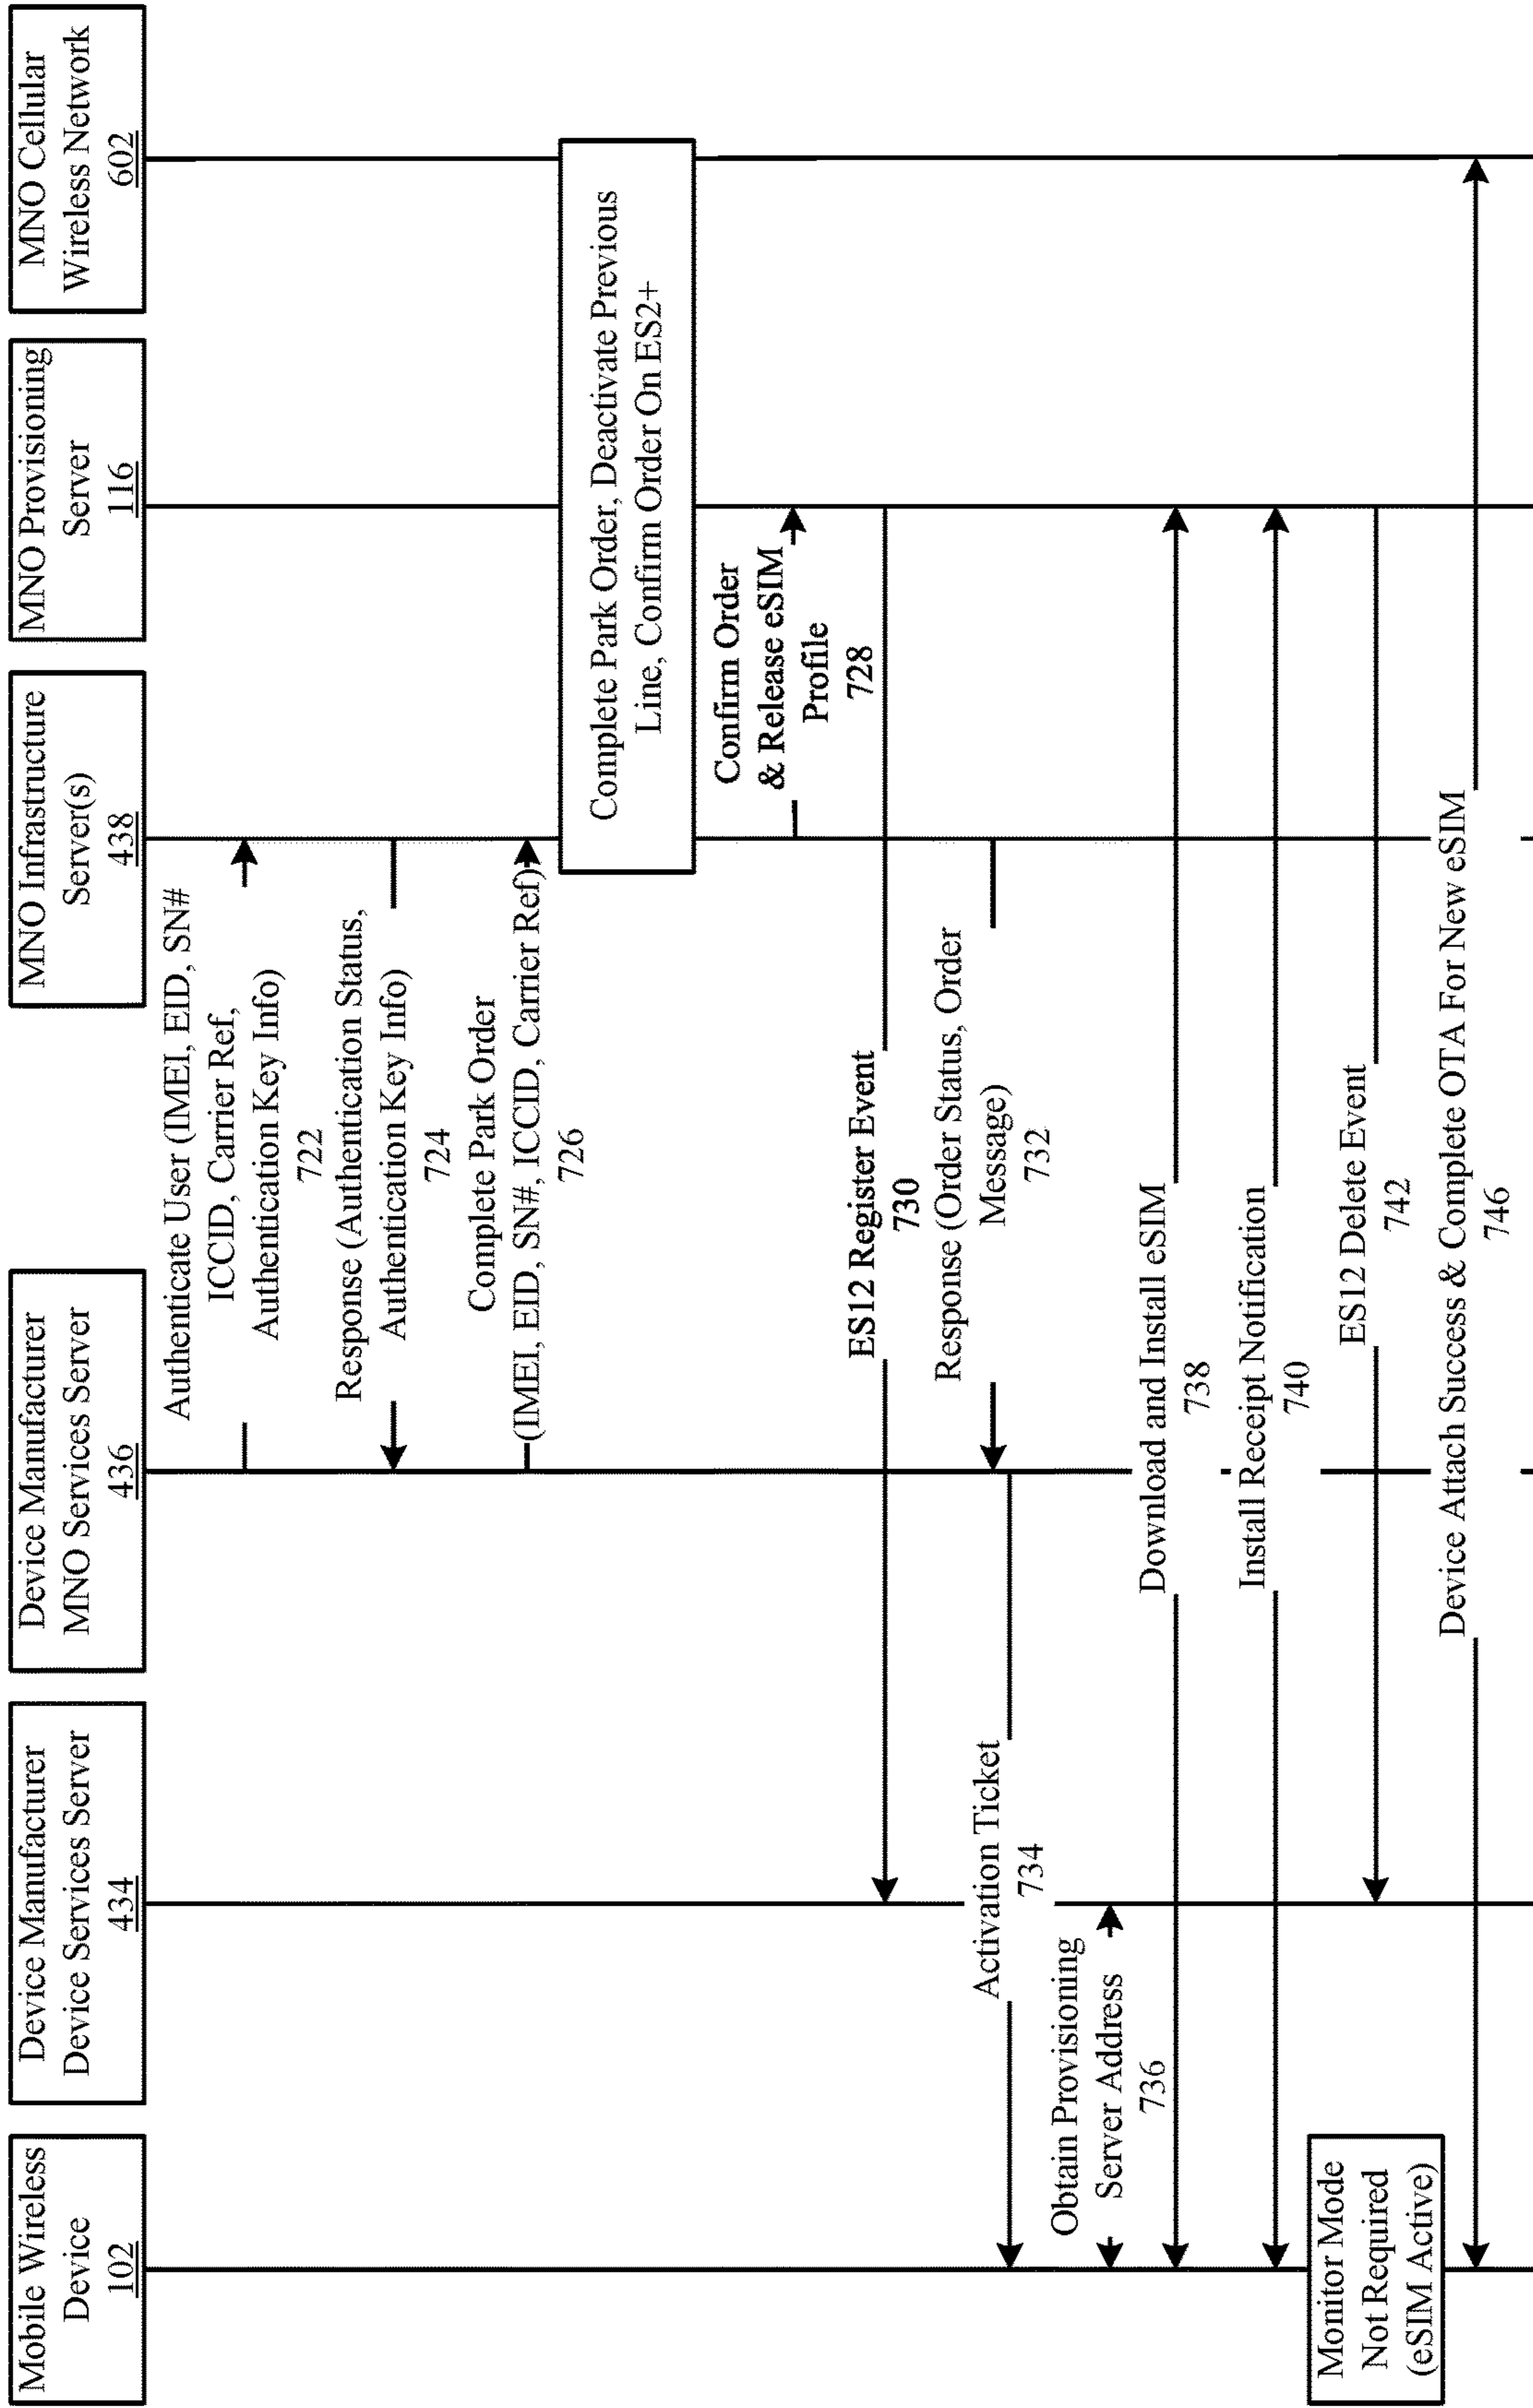 Mobile Wireless
Device
102
Device Manufacturer
Device Services Server
434
Device Manufacturer
MNO Services Server
436
MNO Infrastructure
Server(s)
438
MNO Provisioning
Server
116
MNO Cellular
Wireless Network
602
Authenticate User (IMEI, EID, SN#
ICCID, Carrier Ref,
Authentication Key Info)
722
Response (Authentication Status,
Authentication Key Info)
724
Complete Park Order
(IMEI, EID, SN#, ICCID, Carrier Ref)
726
Complete Park Order, Deactivate Previous
Line, Confirm Order On ES2+
Confirm Order
& Release eSIM
Profile
728
ES12 Register Event
730
Response (Order Status, Order
Message)
732
Activation Ticket
734
Obtain Provisioning
Server Address
736
Download and Install eSIM
738
Install Receipt Notification
740
Monitor Mode
Not Required
(eSIM Active)
ES12 Delete Event
742
Device Attach Success & Complete OTA For New eSIM
746